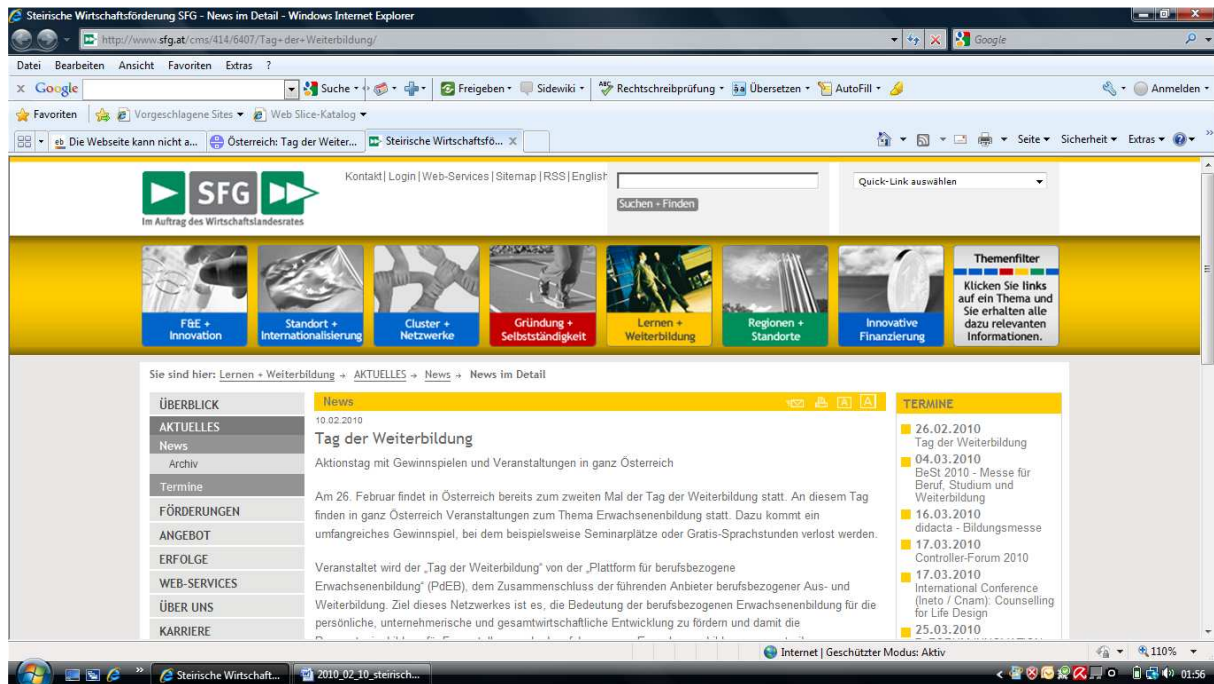 Steirische Wirtschaftsförderung SFG - News im Detail - Windows Internet Explorer
http://www.sfg.at/cms/414/6407/Tag+der+Weiterbildung/
Google
Datei Bearbeiten Ansicht Favoriten Extras ?
x Google Suche Freigeben Sidewiki Rechtschreibprüfung Übersetzen AutoFill Anmelden
Favoriten Vorgeschlagene Sites Web Slice-Katalog
eb Die Webseite kann nicht a... Österreich: Tag der Weiter... Steirische Wirtschaftsfö... X Seite Sicherheit Extras
SFG
Im Auftrag des Wirtschaftslandesrates
Kontakt | Login | Web-Services | Sitemap | RSS | English
Suchen + Finden
Quick-Link auswählen
F&E +
Innovation
Standort +
Internationalisierung
Cluster +
Netzwerke
Gründung +
Selbstständigkeit
Lernen +
Weiterbildung
Regionen +
Standorte
Innovative
Finanzierung
Themenfilter
Klicken Sie links
auf ein Thema und
Sie erhalten alle
dazu relevanten
Informationen.
Sie sind hier: Lernen + Weiterbildung → AKTUELLES → News → News im Detail
ÜBERBLICK
AKTUELLES
News
Archiv
Termine
FÖRDERUNGEN
ANGEBOT
ERFOLGE
WEB-SERVICES
ÜBER UNS
KARRIERE
News
A A
10.02.2010
Tag der Weiterbildung
Aktionstag mit Gewinnspielen und Veranstaltungen in ganz Österreich
Am 26. Februar findet in Österreich bereits zum zweiten Mal der Tag der Weiterbildung statt. An diesem Tag
finden in ganz Österreich Veranstaltungen zum Thema Erwachsenenbildung statt. Dazu kommt ein
umfangreiches Gewinnspiel, bei dem beispielsweise Seminarplätze oder Gratis-Sprachstunden verlost werden.
Veranstaltet wird der „Tag der Weiterbildung“ von der „Plattform für berufsbezogene
Erwachsenenbildung“ (PdEB), dem Zusammenschluss der führenden Anbieter berufsbezogener Aus- und
Weiterbildung. Ziel dieses Netzwerkes ist es, die Bedeutung der berufsbezogenen Erwachsenenbildung für die
persönliche, unternehmerische und gesamtwirtschaftliche Entwicklung zu fördern und damit die
TERMINE
26.02.2010
Tag der Weiterbildung
04.03.2010
BeSt 2010 - Messe für
Beruf, Studium und
Weiterbildung
16.03.2010
didacta - Bildungsmesse
17.03.2010
Controller-Forum 2010
17.03.2010
International Conference
(Ineto / Cnam): Counselling
for Life Design
25.03.2010
Internet | Geschützter Modus: Aktiv
110%
Steirische Wirtschaft...
2010_02_10_steirisch...
01:56